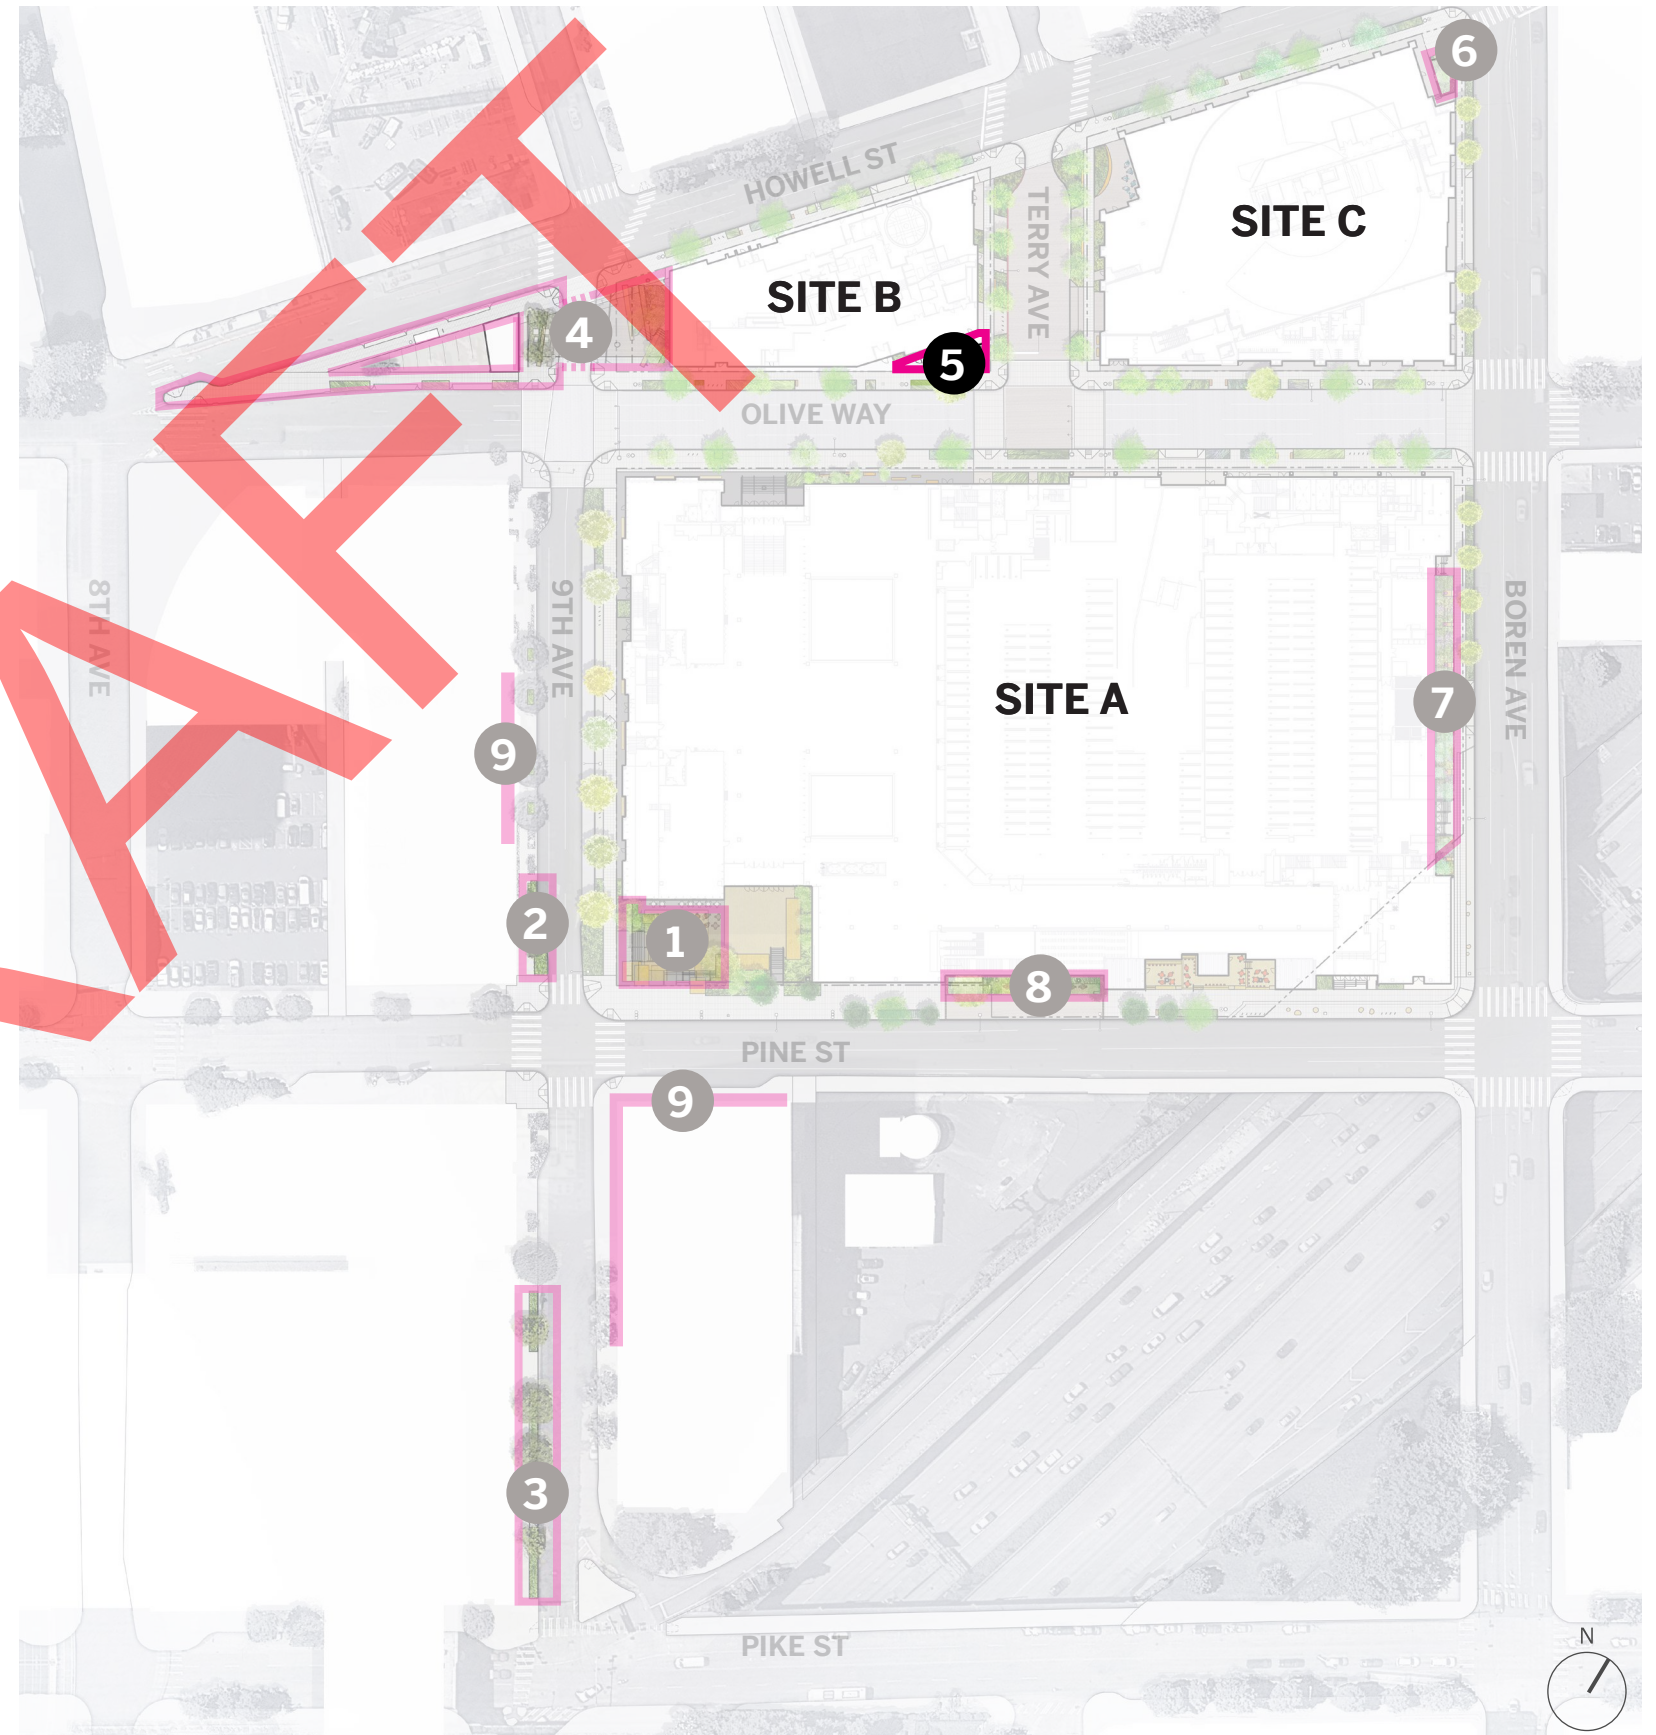 6
HOWELL ST
TERRY AVE
SITE C
SITE B
4
5
OLIVE WAY
8TH AVE
9TH AVE
BOREN AVE
SITE A
7
9
2
1
8
PINE ST
9
3
PIKE ST
N
AFT